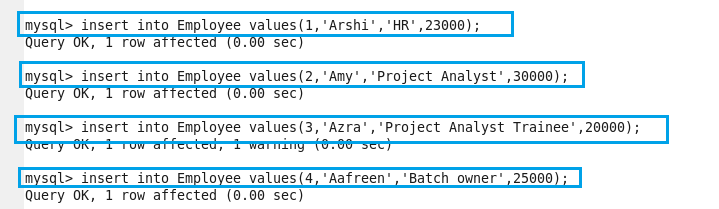 mysql> insert into Employee values(1,'Arshi','HR',23000);
Query OK, 1 row affected (0.00 sec)
mysql> insert into Employee values(2,'Amy','Project Analyst',30000);
Query OK, 1 row affected (0.00 sec)
mysql> insert into Employee values(3,'Azra','Project Analyst Trainee',20000);
Query OK, 1 row affected, 1 warning (0.00 sec)
mysql> insert into Employee values(4,'Aafreen','Batch owner',25000);
Query OK, 1 row affected (0.00 sec)